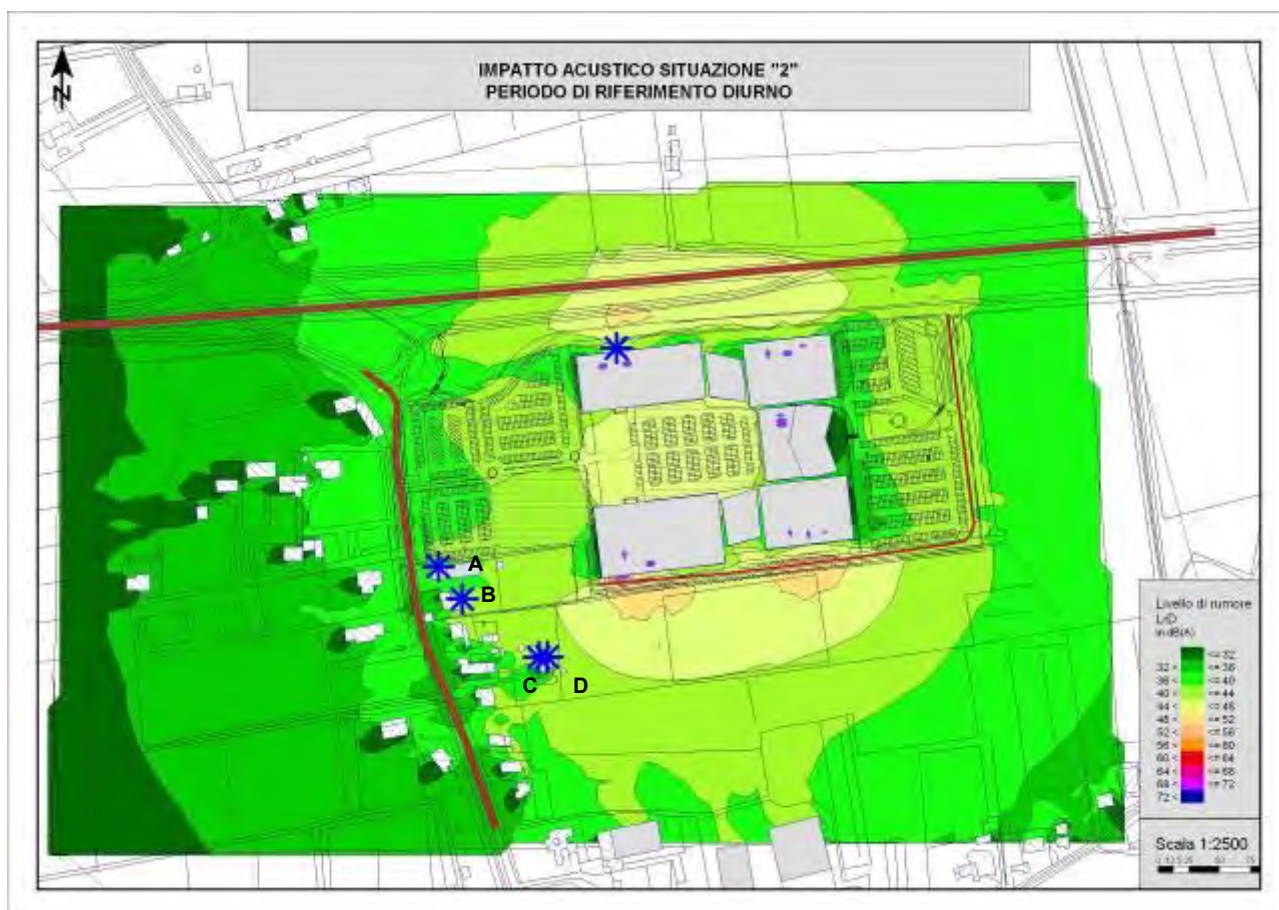 N
IMPATTO ACUSTICO SITUAZIONE "2"
PERIODO DI RIFERIMENTO DIURNO
A
B
C D
Livello di rumore
LrD
in dB(A)
<= 32
32 < <= 36
36 < <= 40
40 < <= 44
44 < <= 48
48 < <= 52
52 < <= 56
56 < <= 60
60 < <= 64
64 < <= 68
68 < <= 72
72 <
Scala 1:2500
50 75